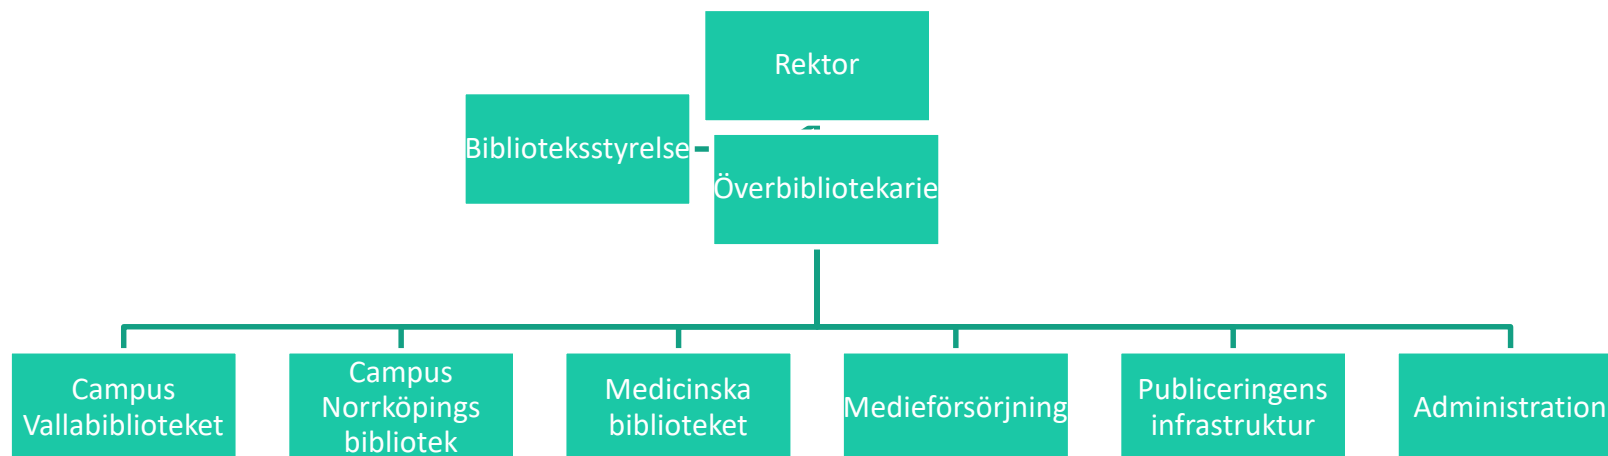 Rektor
Biblioteksstyrelse
Överbibliotekarie
Campus
Vallabiblioteket
Campus
Norrköpings
bibliotek
Medicinska
biblioteket
Medieförsörjning
Publiceringens
infrastruktur
Administration